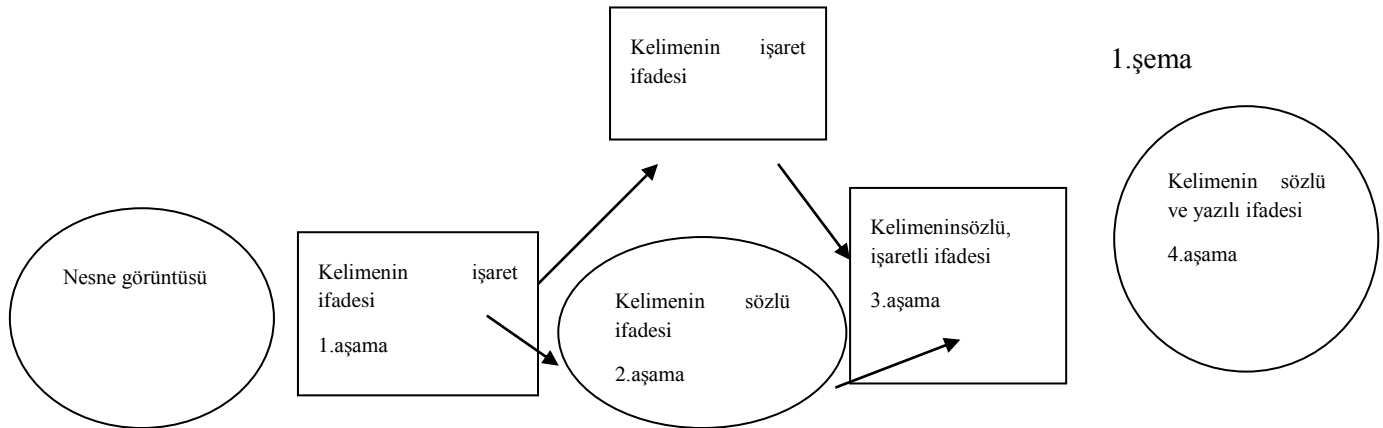 1.şema
Nesne görüntüsü
Kelimenin işaret
ifadesi
1.aşama
Kelimenin işaret
ifadesi
Kelimenin sözlü
ifadesi
2.aşama
Kelimeninsözlü,
işaretli ifadesi
3.aşama
Kelimenin sözlü
ve yazılı ifadesi
4.aşama